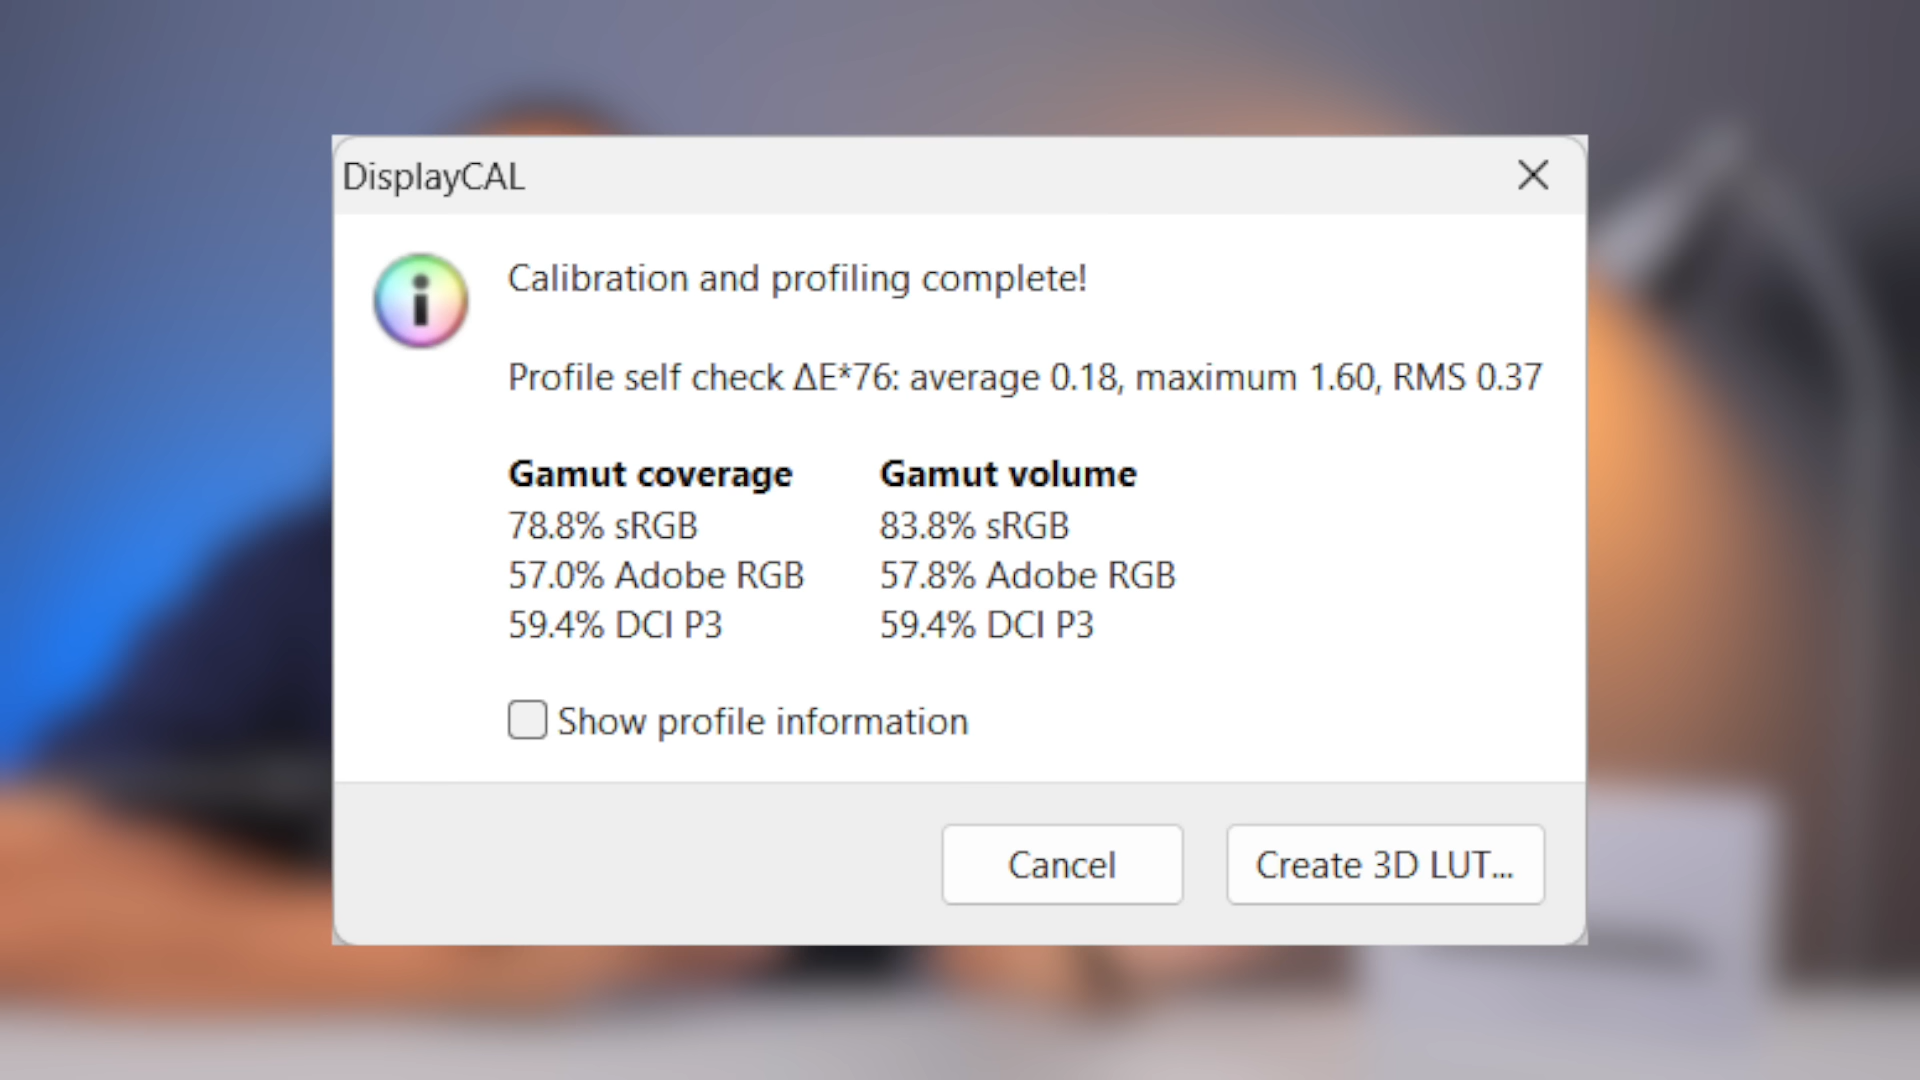 DisplayCAL
Calibration and profiling complete!
Profile self check ΔE*76: average 0.18, maximum 1.60, RMS 0.37
Gamut coverage Gamut volume
78.8% sRGB 83.8% sRGB
57.0% Adobe RGB 57.8% Adobe RGB
59.4% DCI P3 59.4% DCI P3
Show profile information
Cancel Create 3D LUT...